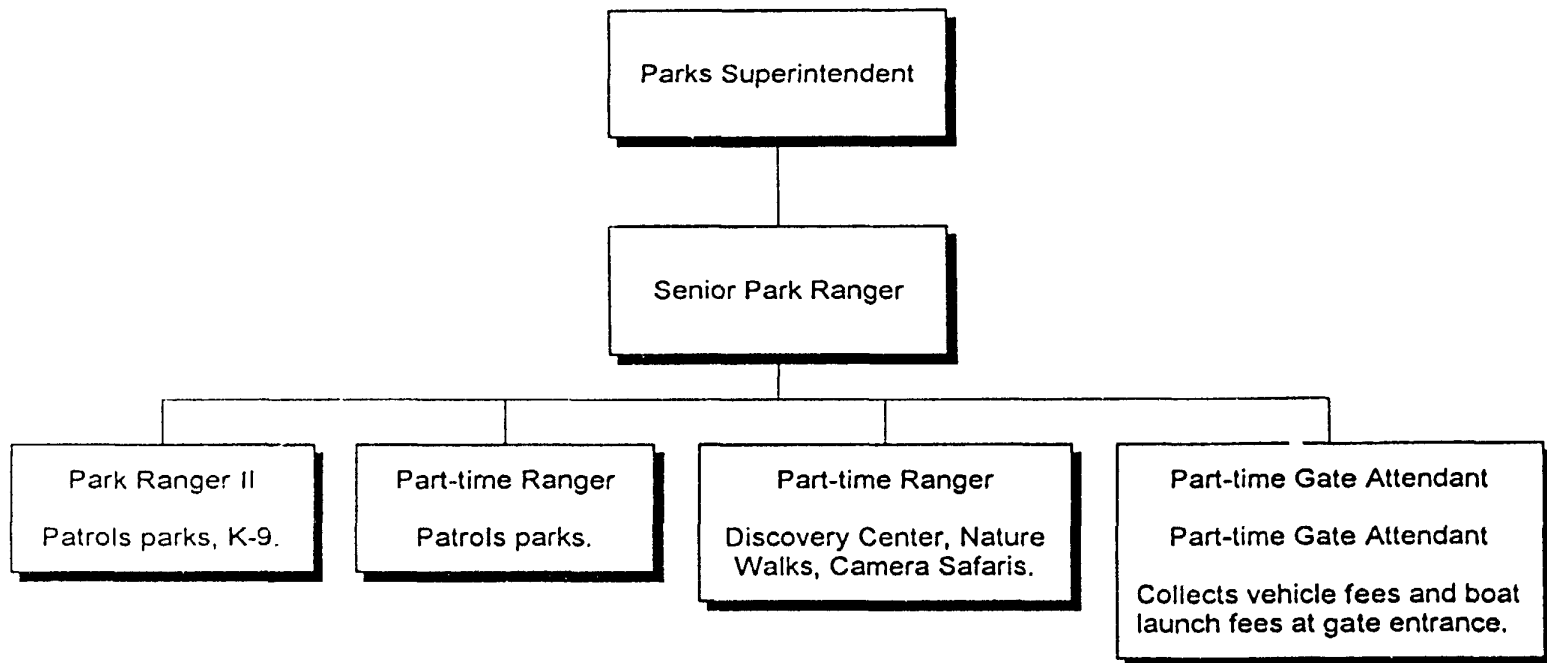 Parks Superintendent
Senior Park Ranger
Park Ranger II
Patrols parks, K-9.
Part-time Ranger
Patrols parks.
Part-time Ranger
Discovery Center, Nature
Walks, Camera Safaris.
Part-time Gate Attendant
Part-time Gate Attendant
Collects vehicle fees and boat
launch fees at gate entrance.